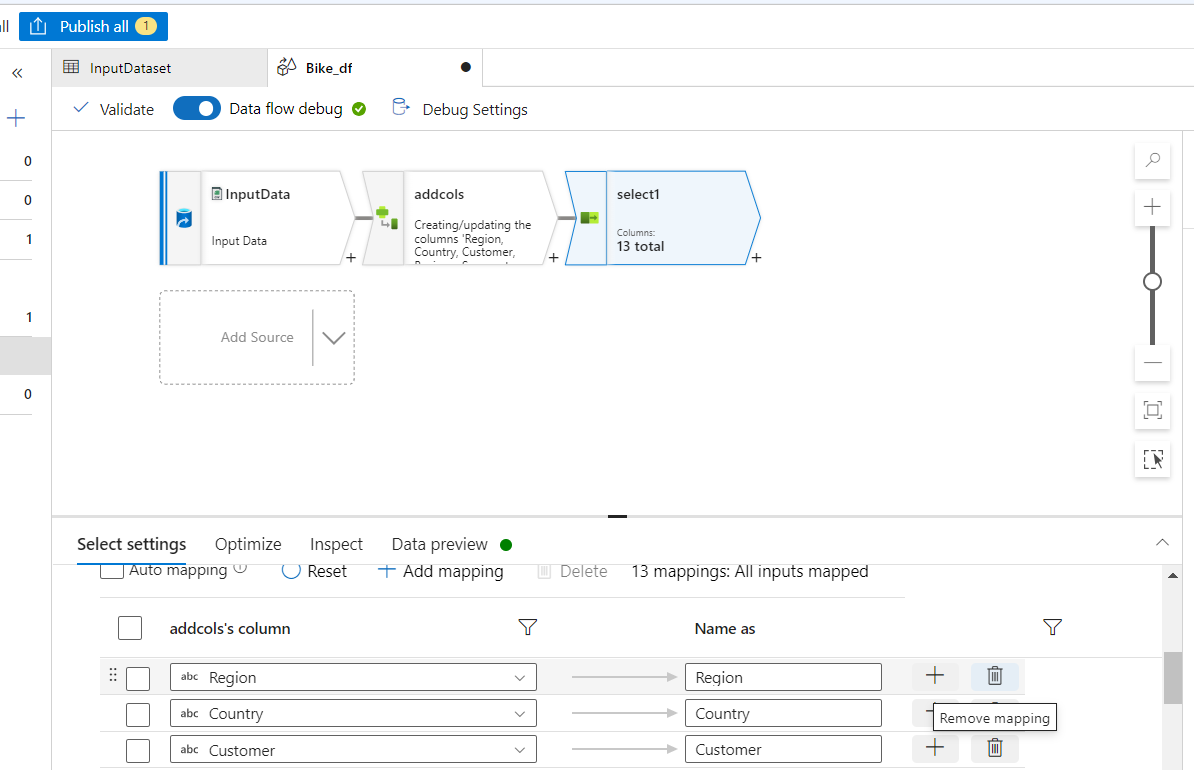 ll Publish all 1
InputDataset Bike_df
Validate Data flow debug Debug Settings
0
0
1
1
0
InputData
Input Data
addcols
Creating/updating the
columns 'Region,
Country, Customer,
select1
Columns:
13 total
Add Source
Select settings Optimize Inspect Data preview
Auto mapping Reset Add mapping Delete 13 mappings: All inputs mapped
addcols's column Name as
abc Region Region
abc Country Country
Remove mapping
abc Customer Customer